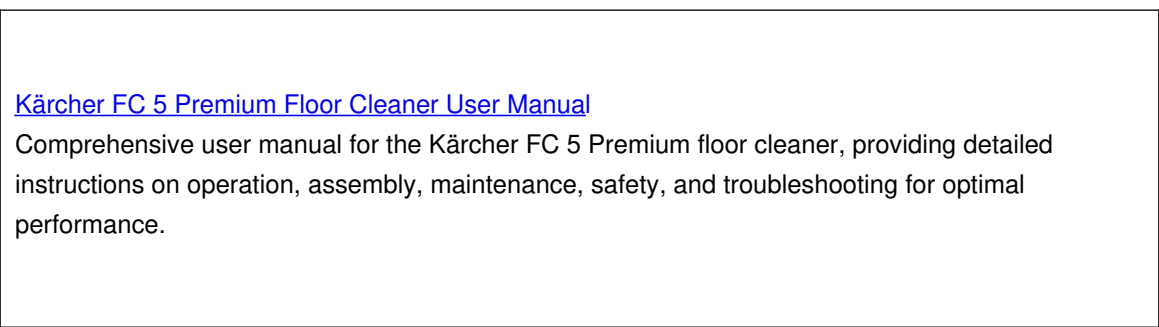 Kärcher FC 5 Premium Floor Cleaner User Manual
Comprehensive user manual for the Kärcher FC 5 Premium floor cleaner, providing detailed
instructions on operation, assembly, maintenance, safety, and troubleshooting for optimal
performance.